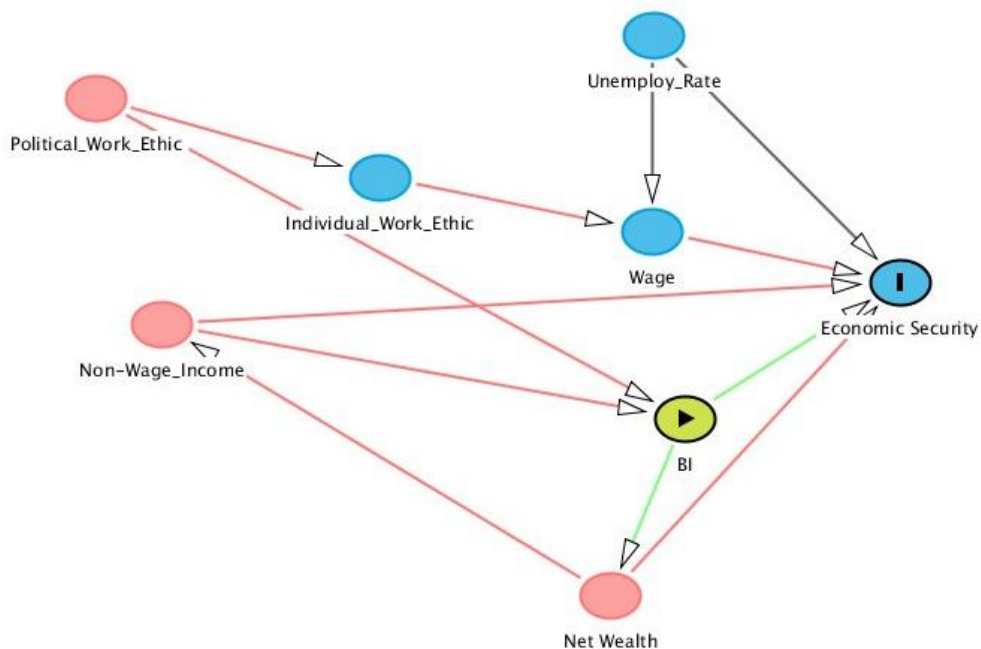 Unemploy_Rate
Political_Work_Ethic
Individual_Work_Ethic
Wage
Economic Security
Non-Wage_Income
BI
Net Wealth